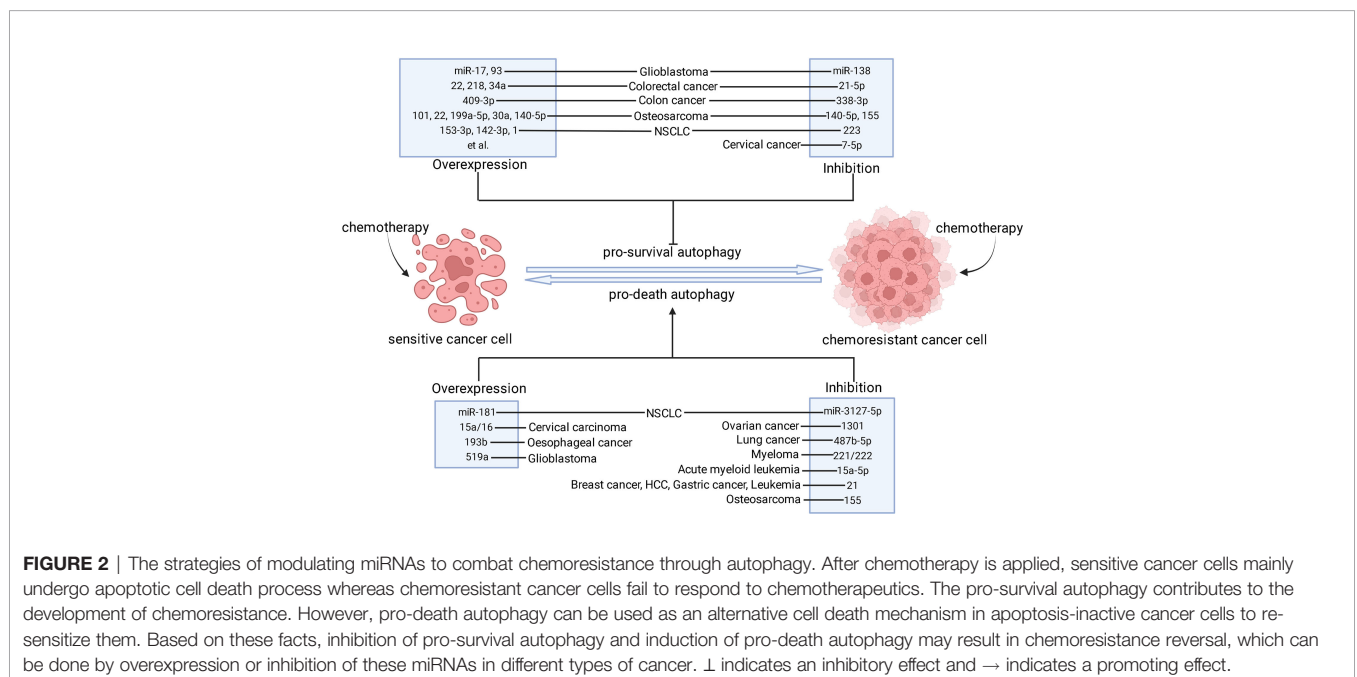 miR-17, 93 Glioblastoma miR-138
22, 218, 34a Colorectal cancer 21-5p
409-3p Colon cancer 338-3p
101, 22, 199a-5p, 30a, 140-5p Osteosarcoma 140-5p, 155
153-3p, 142-3p, 1 NSCLC 223
et al. Cervical cancer 7-5p
Overexpression Inhibition
chemotherapy chemotherapy
pro-survival autophagy
pro-death autophagy
sensitive cancer cell chemoresistant cancer cell
Overexpression Inhibition
miR-181 NSCLC miR-3127-5p
15a/16 Cervical carcinoma Ovarian cancer 1301
193b Oesophageal cancer Lung cancer 487b-5p
519a Glioblastoma Myeloma 221/222
Acute myeloid leukemia 15a-5p
Breast cancer, HCC, Gastric cancer, Leukemia 21
Osteosarcoma 155
FIGURE 2 | The strategies of modulating miRNAs to combat chemoresistance through autophagy. After chemotherapy is applied, sensitive cancer cells mainly
undergo apoptotic cell death process whereas chemoresistant cancer cells fail to respond to chemotherapeutics. The pro-survival autophagy contributes to the
development of chemoresistance. However, pro-death autophagy can be used as an alternative cell death mechanism in apoptosis-inactive cancer cells to re-
sensitize them. Based on these facts, inhibition of pro-survival autophagy and induction of pro-death autophagy may result in chemoresistance reversal, which can
be done by overexpression or inhibition of these miRNAs in different types of cancer. ⊥ indicates an inhibitory effect and → indicates a promoting effect.